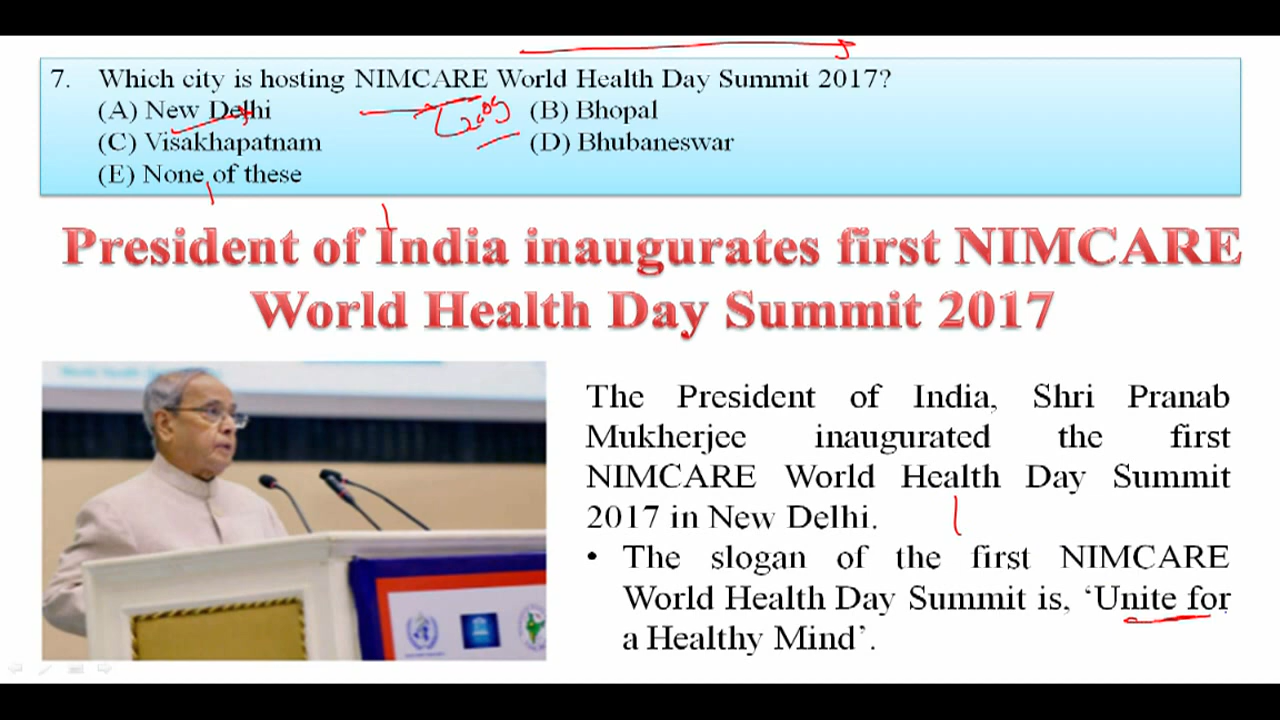 7. Which city is hosting NIMCARE World Health Day Summit 2017?
(A) New Delhi (B) Bhopal
(C) Visakhapatnam (D) Bhubaneswar
(E) None of these
President of India inaugurates first NIMCARE
World Health Day Summit 2017
The President of India, Shri Pranab
Mukherjee inaugurated the first
NIMCARE World Health Day Summit
2017 in New Delhi.
• The slogan of the first NIMCARE
World Health Day Summit is, ‘Unite for
a Healthy Mind’.